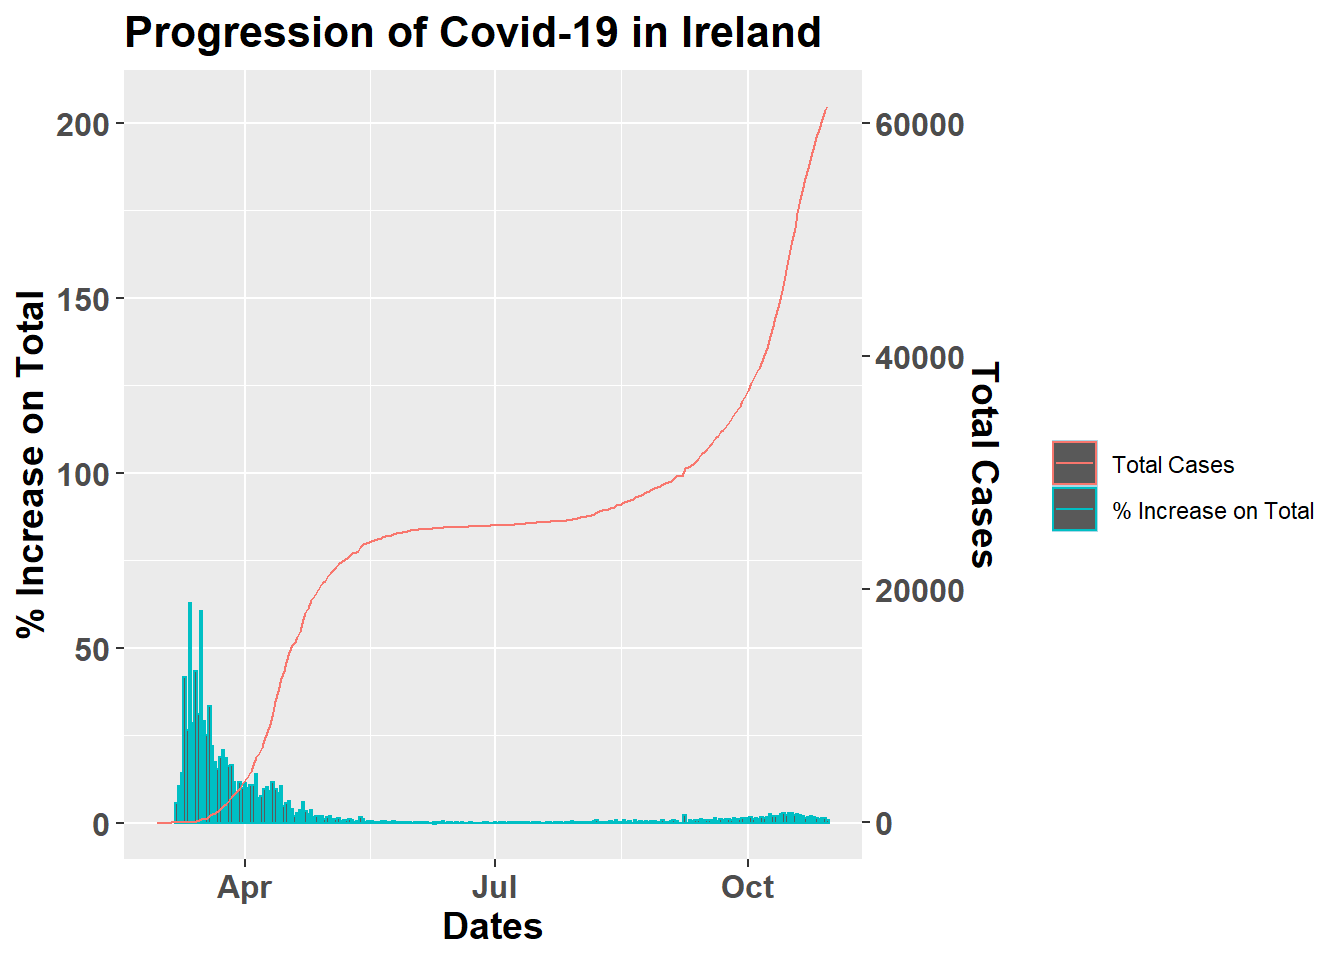 Progression of Covid-19 in Ireland
% Increase on Total
200
150
100
50
0
60000
40000
20000
0
Total Cases
Apr
Jul
Oct
Dates
Total Cases
% Increase on Total